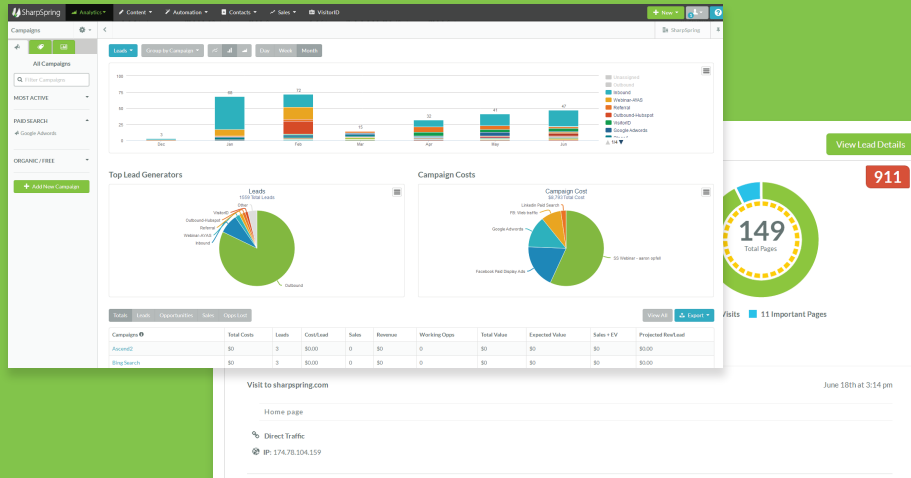 SharpSpring Analytics Content Automation Contacts Sales VisitorID + New ?
Campaigns
SharpSpring
All Campaigns
Filter Campaigns
MOST ACTIVE
PAID SEARCH
Google Adwords
ORGANIC / FREE
+ Add New Campaign
Leads Group by Campaign Day Week Month
100
75
50
25
0
3
72
13
32
41
47
Dec Jan Feb Mar Apr May Jun
Unassigned
Outbound
Inbound
Webinar-AYAS
Referral
Outbound-Hubspot
VisitorID
Google Adwords
1/4
Top Lead Generators
Leads
1559 Total Leads
Other
VisitorID
Outbound-Hubspot
Referral
Webinar-AYAS
Inbound
Outbound
Campaign Costs
Campaign Cost
$8,793 Total Cost
LinkedIn Paid Search
PR: Web traffic
Google Adwords
Facebook Paid Display Ads
SS Webinar - aaron opfell
Totals Leads Opportunities Sales Opps Lost View All Export
Campaigns Total Costs Leads Cost/Lead Sales Revenue Working Opps Total Value Expected Value Sales + EV Projected Rev/Lead
Ascend2 $0 3 $0.00 0 $0 0 $0 $0 $0 $0.00
Bing Search $0 3 $0.00 0 $0 0 $0 $0 $0 $0.00
View Lead Details
911
149
Total Pages
Visits 11 Important Pages
Visit to sharpspring.com June 18th at 3:14 pm
Home page
Direct Traffic
IP: 174.78.104.159